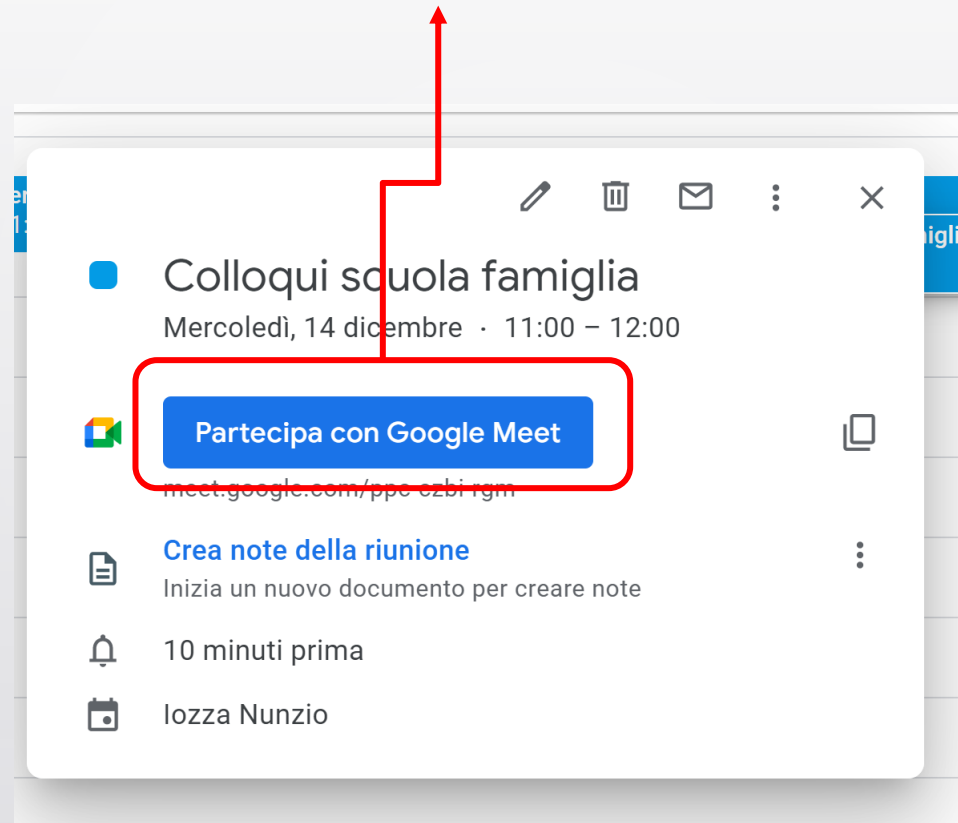 Colloqui scuola famiglia
Mercoledì, 14 dicembre · 11:00 – 12:00
Partecipa con Google Meet
Crea note della riunione
Inizia un nuovo documento per creare note
10 minuti prima
Iozza Nunzio